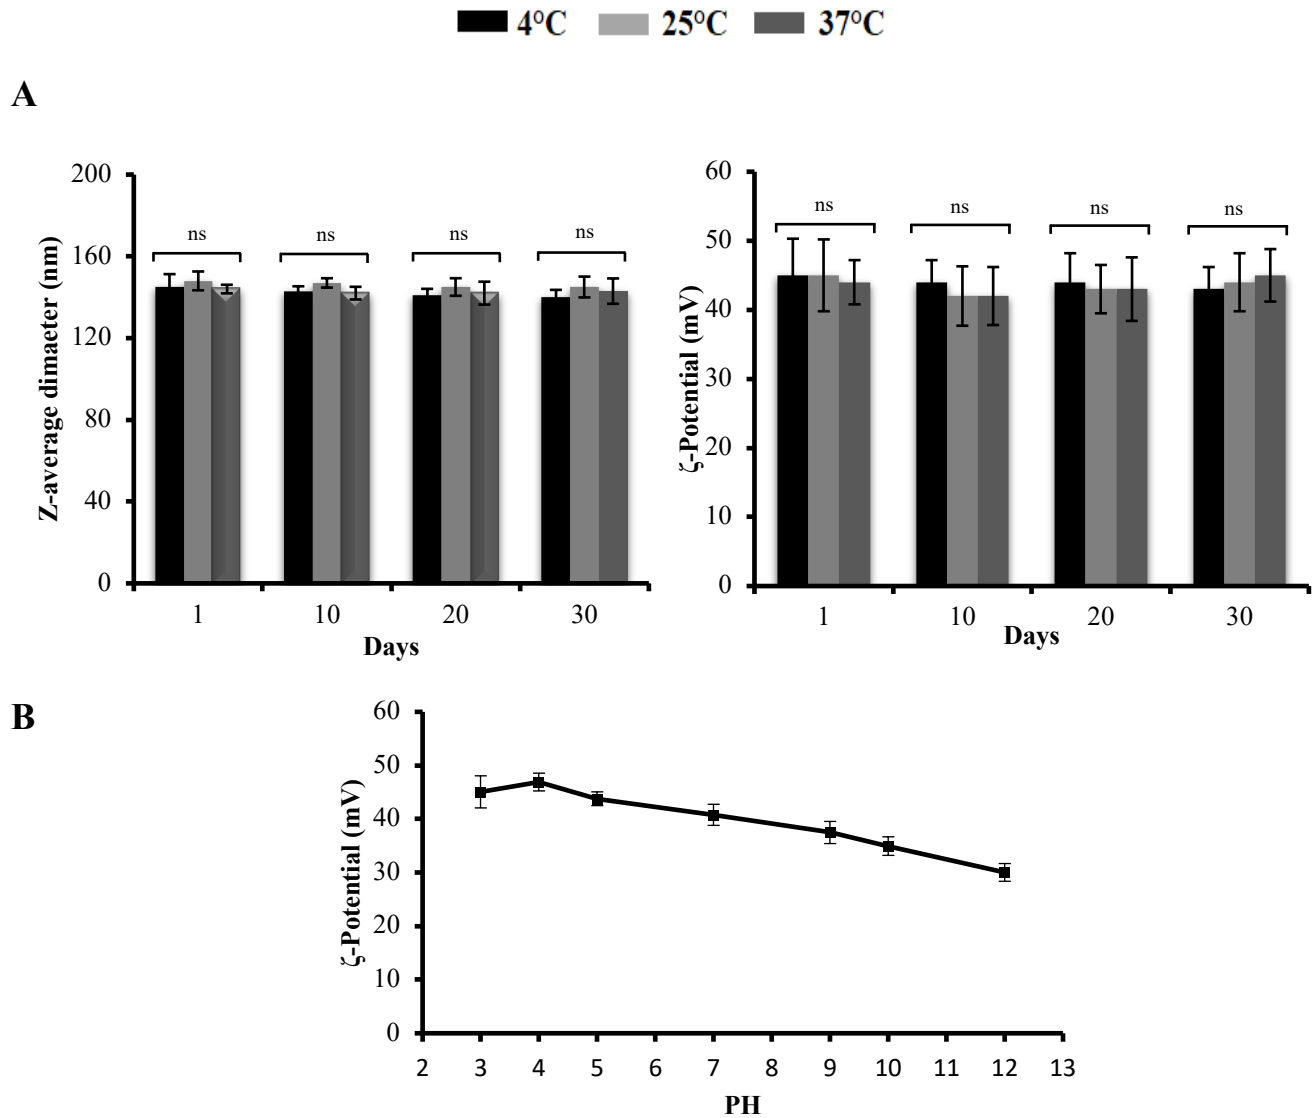 4°C 25°C 37°C
A
200
160
120
80
40
0
Z-average dimaeter (nm)
ns ns ns ns
1 10 20 30
Days
60
50
40
30
20
10
0
ζ-Potential (mV)
ns ns ns ns
1 10 20 30
Days
B
60
50
40
30
20
10
0
ζ-Potential (mV)
2 3 4 5 6 7 8 9 10 11 12 13
PH